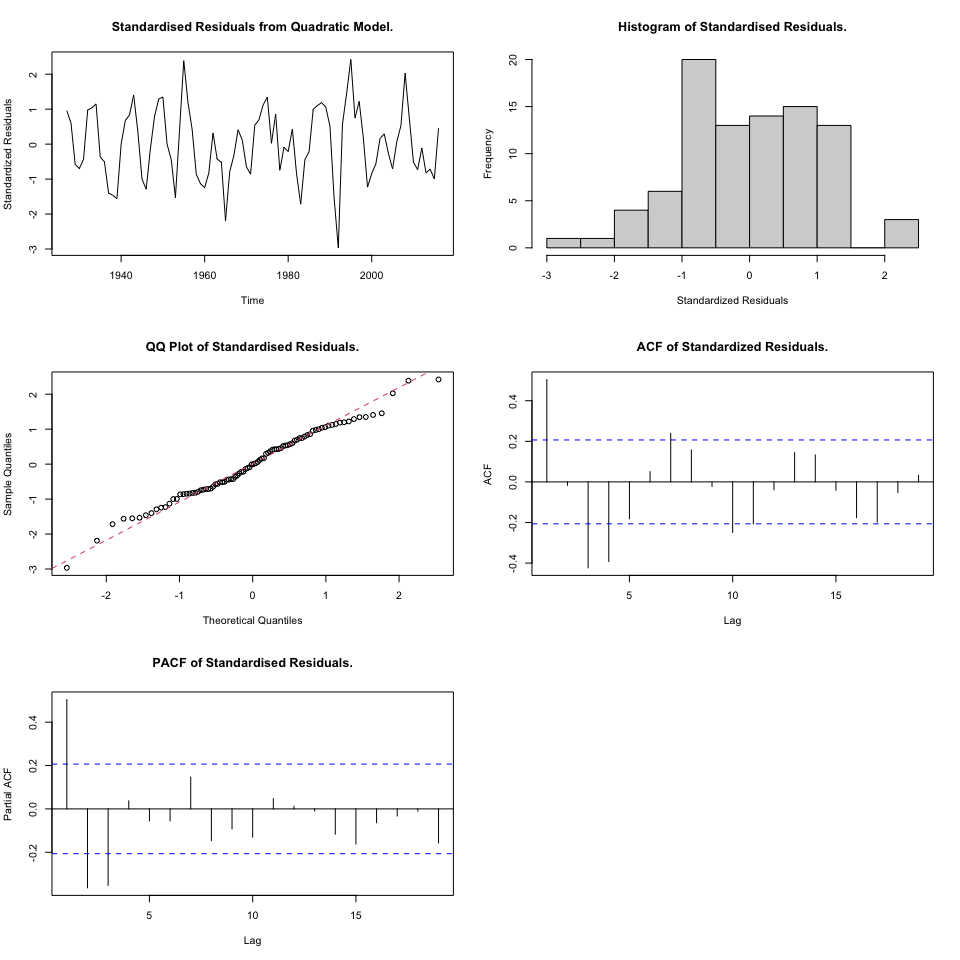 Standardised Residuals from Quadratic Model.
Standardized Residuals
2
1
0
-1
-2
-3
1940 1960 1980 2000
Time
Histogram of Standardised Residuals.
Frequency
20
15
10
5
0
-3 -2 -1 0 1 2
Standardized Residuals
QQ Plot of Standardised Residuals.
Sample Quantiles
2
1
0
-1
-2
-3
-2 -1 0 1 2
Theoretical Quantiles
ACF of Standardized Residuals.
ACF
0.4
0.2
0.0
-0.2
-0.4
5 10 15
Lag
PACF of Standardised Residuals.
Partial ACF
0.4
0.2
0.0
-0.2
5 10 15
Lag